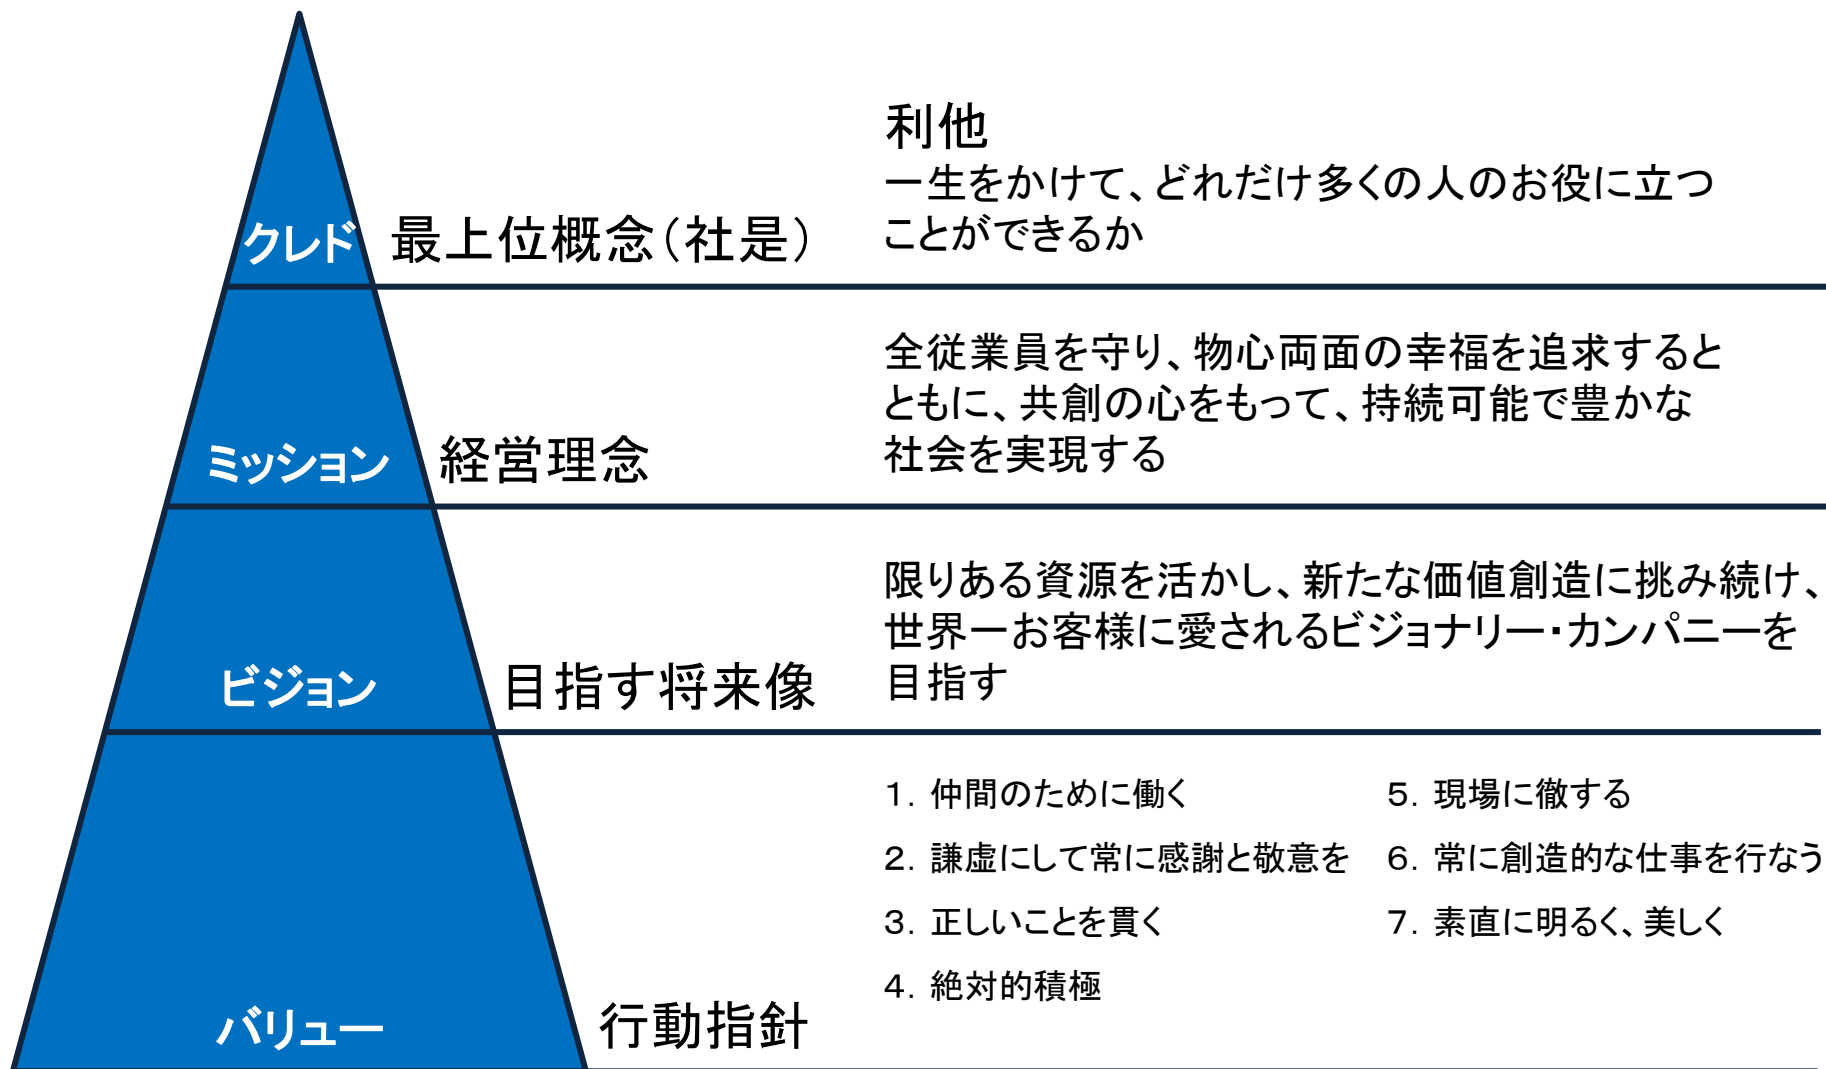 利他
一生をかけて、どれだけ多くの人のお役に立つ
ことができるか
クレド
最上位概念（社是）
全従業員を守り、物心両面の幸福を追求すると
ともに、共創の心をもって、持続可能で豊かな
社会を実現する
ミッション
経営理念
限りある資源を活かし、新たな価値創造に挑み続け、
世界一お客様に愛されるビジョナリー・カンパニーを
目指す
ビジョン
目指す将来像
1. 仲間のために働く
2. 謙虚にして常に感謝と敬意を
3. 正しいことを貫く
4. 絶対的積極
5. 現場に徹する
6. 常に創造的な仕事を行なう
7. 素直に明るく、美しく
バリュー
行動指針